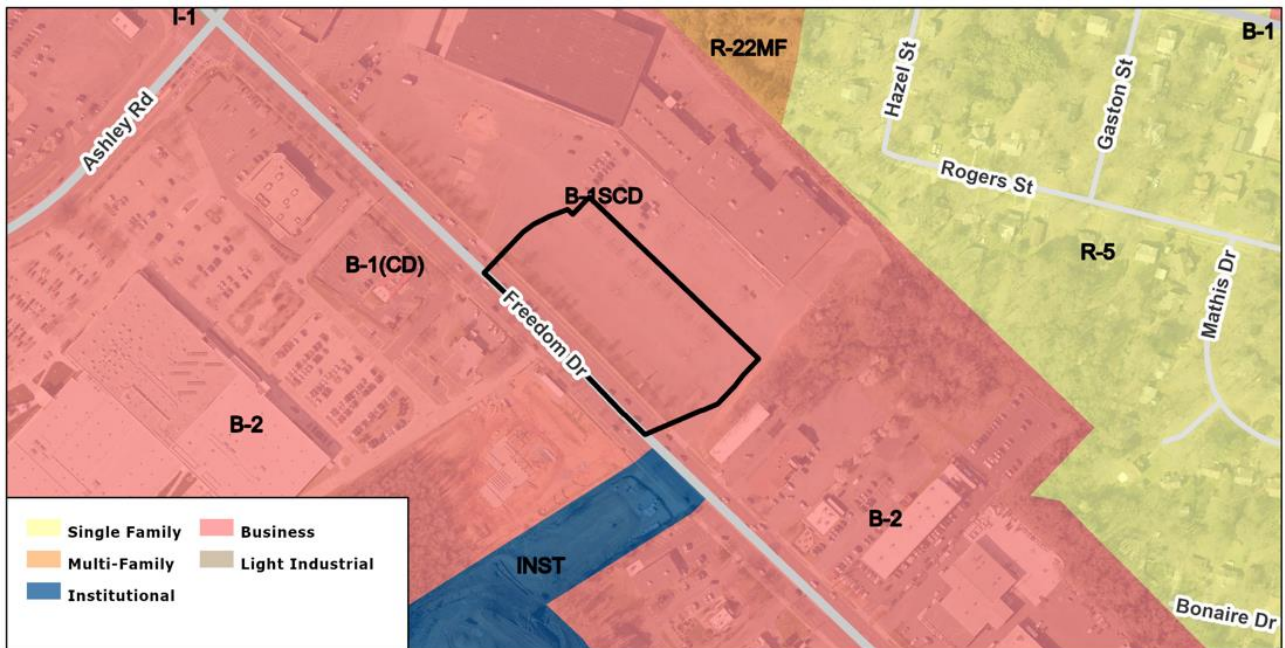 I-1
R-22MF
B-1
Hazel St
Gaston St
Ashley Rd
Rogers St
B-1SCD
B-1(CD)
R-5
Mathis Dr
Freedom Dr
B-2
B-2
INST
Bonaire Dr
Single Family
Business
Multi-Family
Light Industrial
Institutional